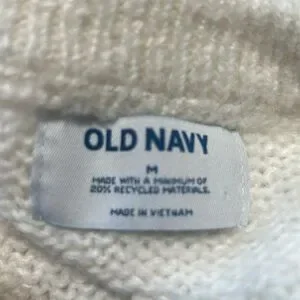 OLD NAVY
M
MADE WITH A MINIMUM OF
20% RECYCLED MATERIALS.
MADE IN VIETNAM